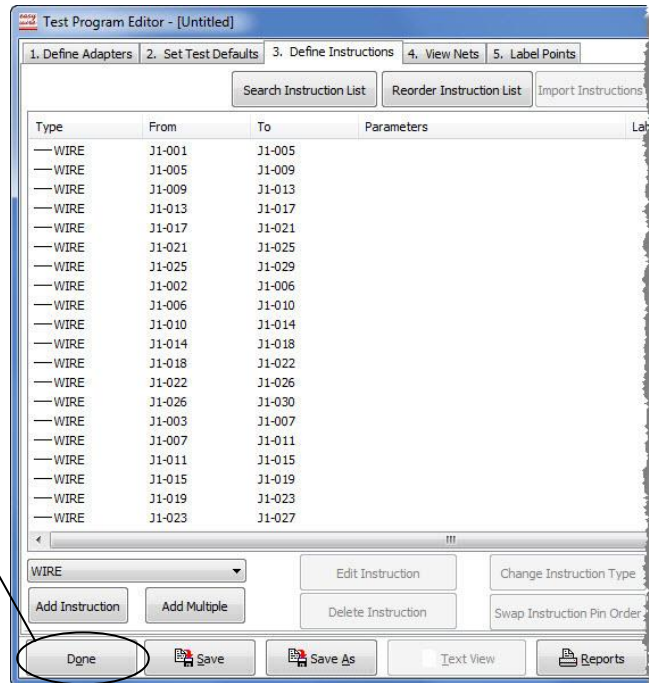 easy wire Test Program Editor - [Untitled]
1. Define Adapters 2. Set Test Defaults 3. Define Instructions 4. View Nets 5. Label Points
Search Instruction List Reorder Instruction List Import Instructions
Type From To Parameters Lab
WIRE J1-001 J1-005
WIRE J1-005 J1-009
WIRE J1-009 J1-013
WIRE J1-013 J1-017
WIRE J1-017 J1-021
WIRE J1-021 J1-025
WIRE J1-025 J1-029
WIRE J1-002 J1-006
WIRE J1-006 J1-010
WIRE J1-010 J1-014
WIRE J1-014 J1-018
WIRE J1-018 J1-022
WIRE J1-022 J1-026
WIRE J1-026 J1-030
WIRE J1-003 J1-007
WIRE J1-007 J1-011
WIRE J1-011 J1-015
WIRE J1-015 J1-019
WIRE J1-019 J1-023
WIRE J1-023 J1-027
WIRE Edit Instruction Change Instruction Type
Add Instruction Add Multiple Delete Instruction Swap Instruction Pin Order
Done Save Save As Text View Reports